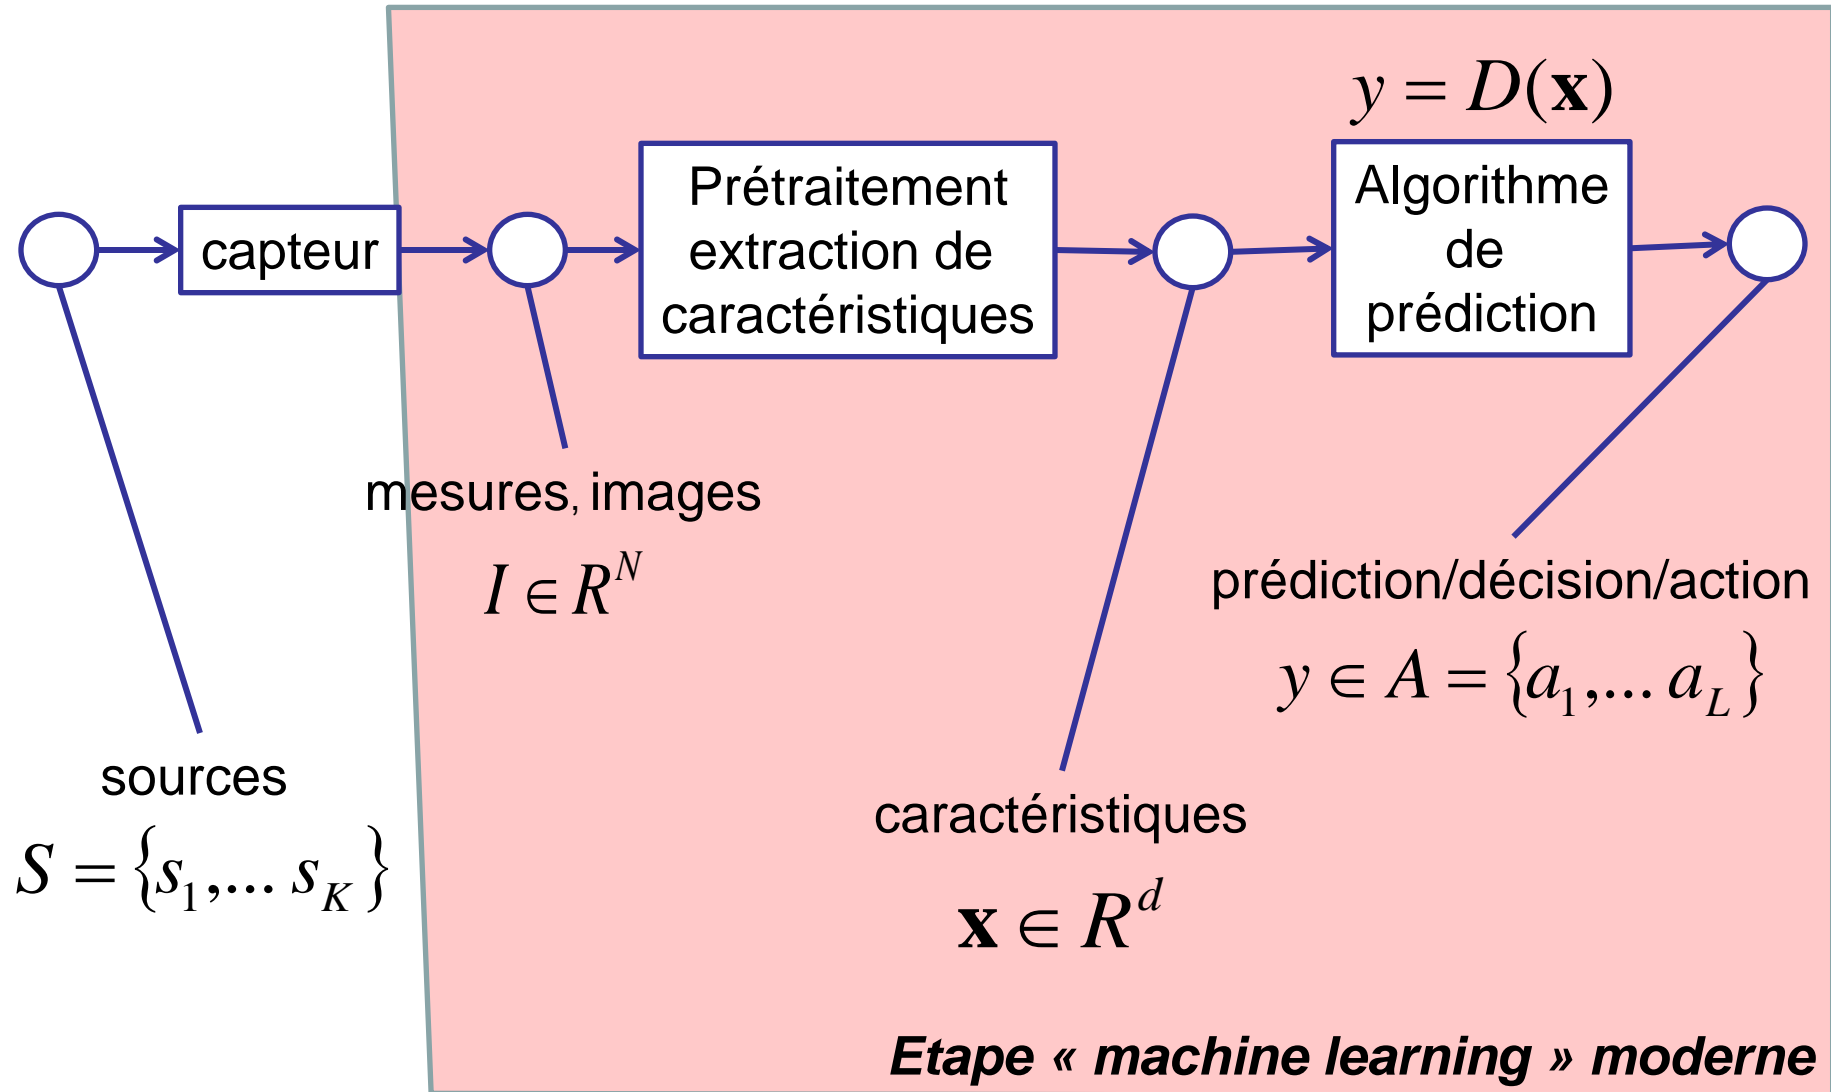 y = D(𝐱)
capteur
Prétraitement
extraction de
caractéristiques
Algorithme
de
prédiction
mesures, images
I ∈ R^N
prédiction/décision/action
y ∈ A = {a_1,... a_L}
sources
S = {s_1,... s_K}
caractéristiques
𝐱 ∈ R^d
Etape « machine learning » moderne